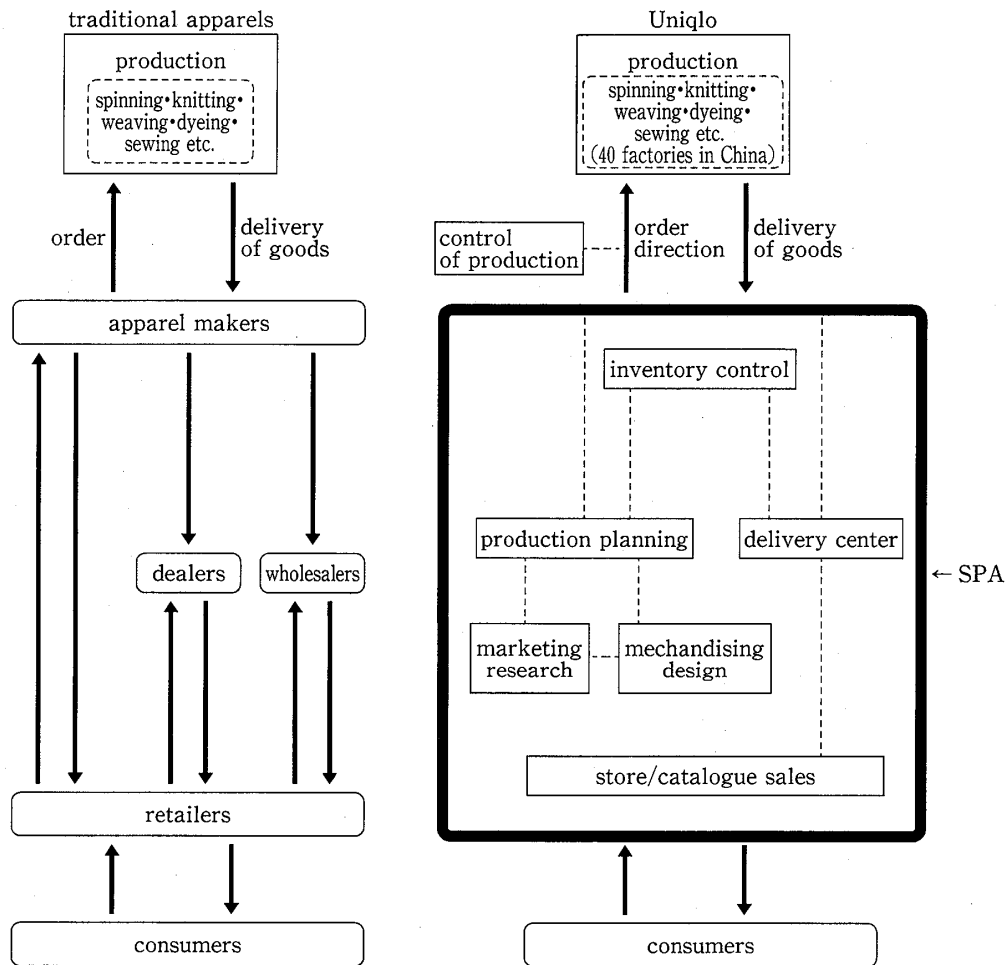 traditional apparels
production
spinning•knitting•
weaving•dyeing•
sewing etc.
order
delivery
of goods
apparel makers
dealers
wholesalers
retailers
consumers
Uniqlo
production
spinning•knitting•
weaving•dyeing•
sewing etc.
(40 factories in China)
control
of production
order
direction
delivery
of goods
inventory control
production planning
delivery center
← SPA
marketing
research
mechandising
design
store/catalogue sales
consumers